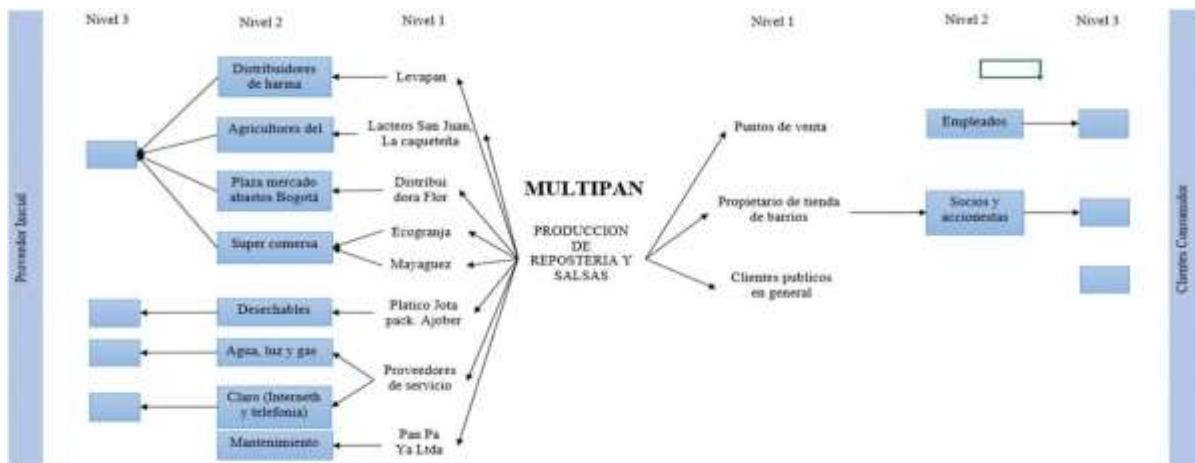 Nivel 3
Nivel 2
Nivel 1
Nivel 1
Nivel 2
Nivel 3
Proveedor Inicial
Distribuidores
de harma
Levapan
Agricultores del
Lacteos San Juan,
La caqueteña
Plaza mercado
abastos Bogotá
Distribui
dora Flor
Super comersa
Ecogranja
Mayaguez
Desechables
Platico Jota
pack. Ajober
Agua, luz y gas
Proveedores
de servicio
Claro (Interneth
y telefonia)
Mantenimiento
Pan Pa
Ya Ltda
MULTIPAN
PRODUCCION
DE
REPOSTERIA Y
SALSAS
Puntos de venta
Propietario de tienda
de barrios
Clientes publicos
en general
Empleados
Socios y
accionestas
Clientes Consumidor